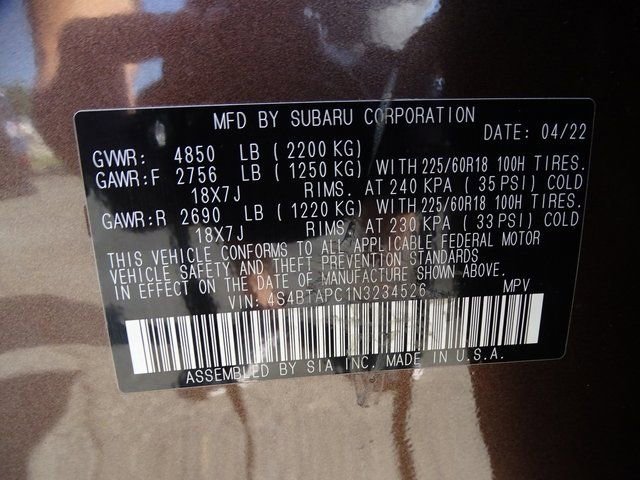 MFD BY SUBARU CORPORATION
DATE: 04/22
GVWR: 4850 LB (2200 KG)
GAWR:F 2756 LB (1250 KG) WITH 225/60R18 100H TIRES.
18X7J RIMS. AT 240 KPA (35 PSI) COLD
GAWR:R 2690 LB (1220 KG) WITH 225/60R18 100H TIRES.
18X7J RIMS. AT 230 KPA (33 PSI) COLD
THIS VEHICLE CONFORMS TO ALL APPLICABLE FEDERAL MOTOR
VEHICLE SAFETY AND THEFT PREVENTION STANDARDS
IN EFFECT ON THE DATE OF MANUFACTURE SHOWN ABOVE.
VIN: 4S4BTAPC1N3234526 MPV
ASSEMBLED BY SIA INC. MADE IN U.S.A.